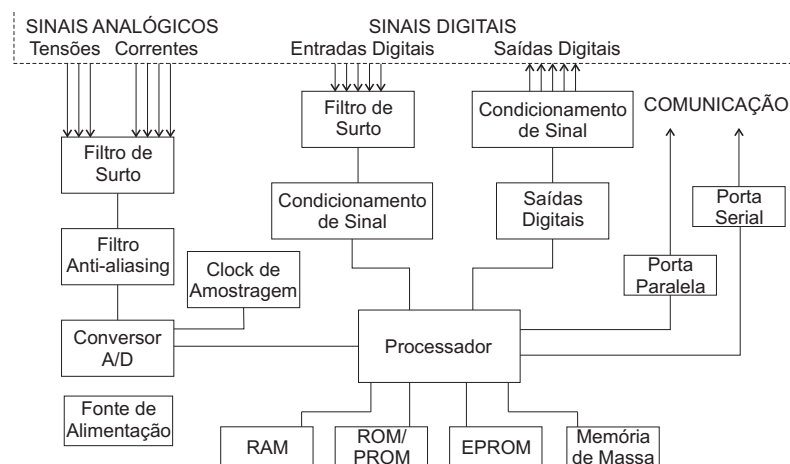 SINAIS ANALÓGICOS
SINAIS DIGITAIS
Tensões
Correntes
Entradas Digitais
Saídas Digitais
Filtro de
Surto
Condicionamento
de Sinal
COMUNICAÇÃO
Filtro de
Surto
Condicionamento
de Sinal
Saídas
Digitais
Porta
Serial
Filtro
Anti-aliasing
Clock de
Amostragem
Porta
Paralela
Conversor
A/D
Processador
Fonte de
Alimentação
RAM
ROM/
PROM
EPROM
Memória
de Massa